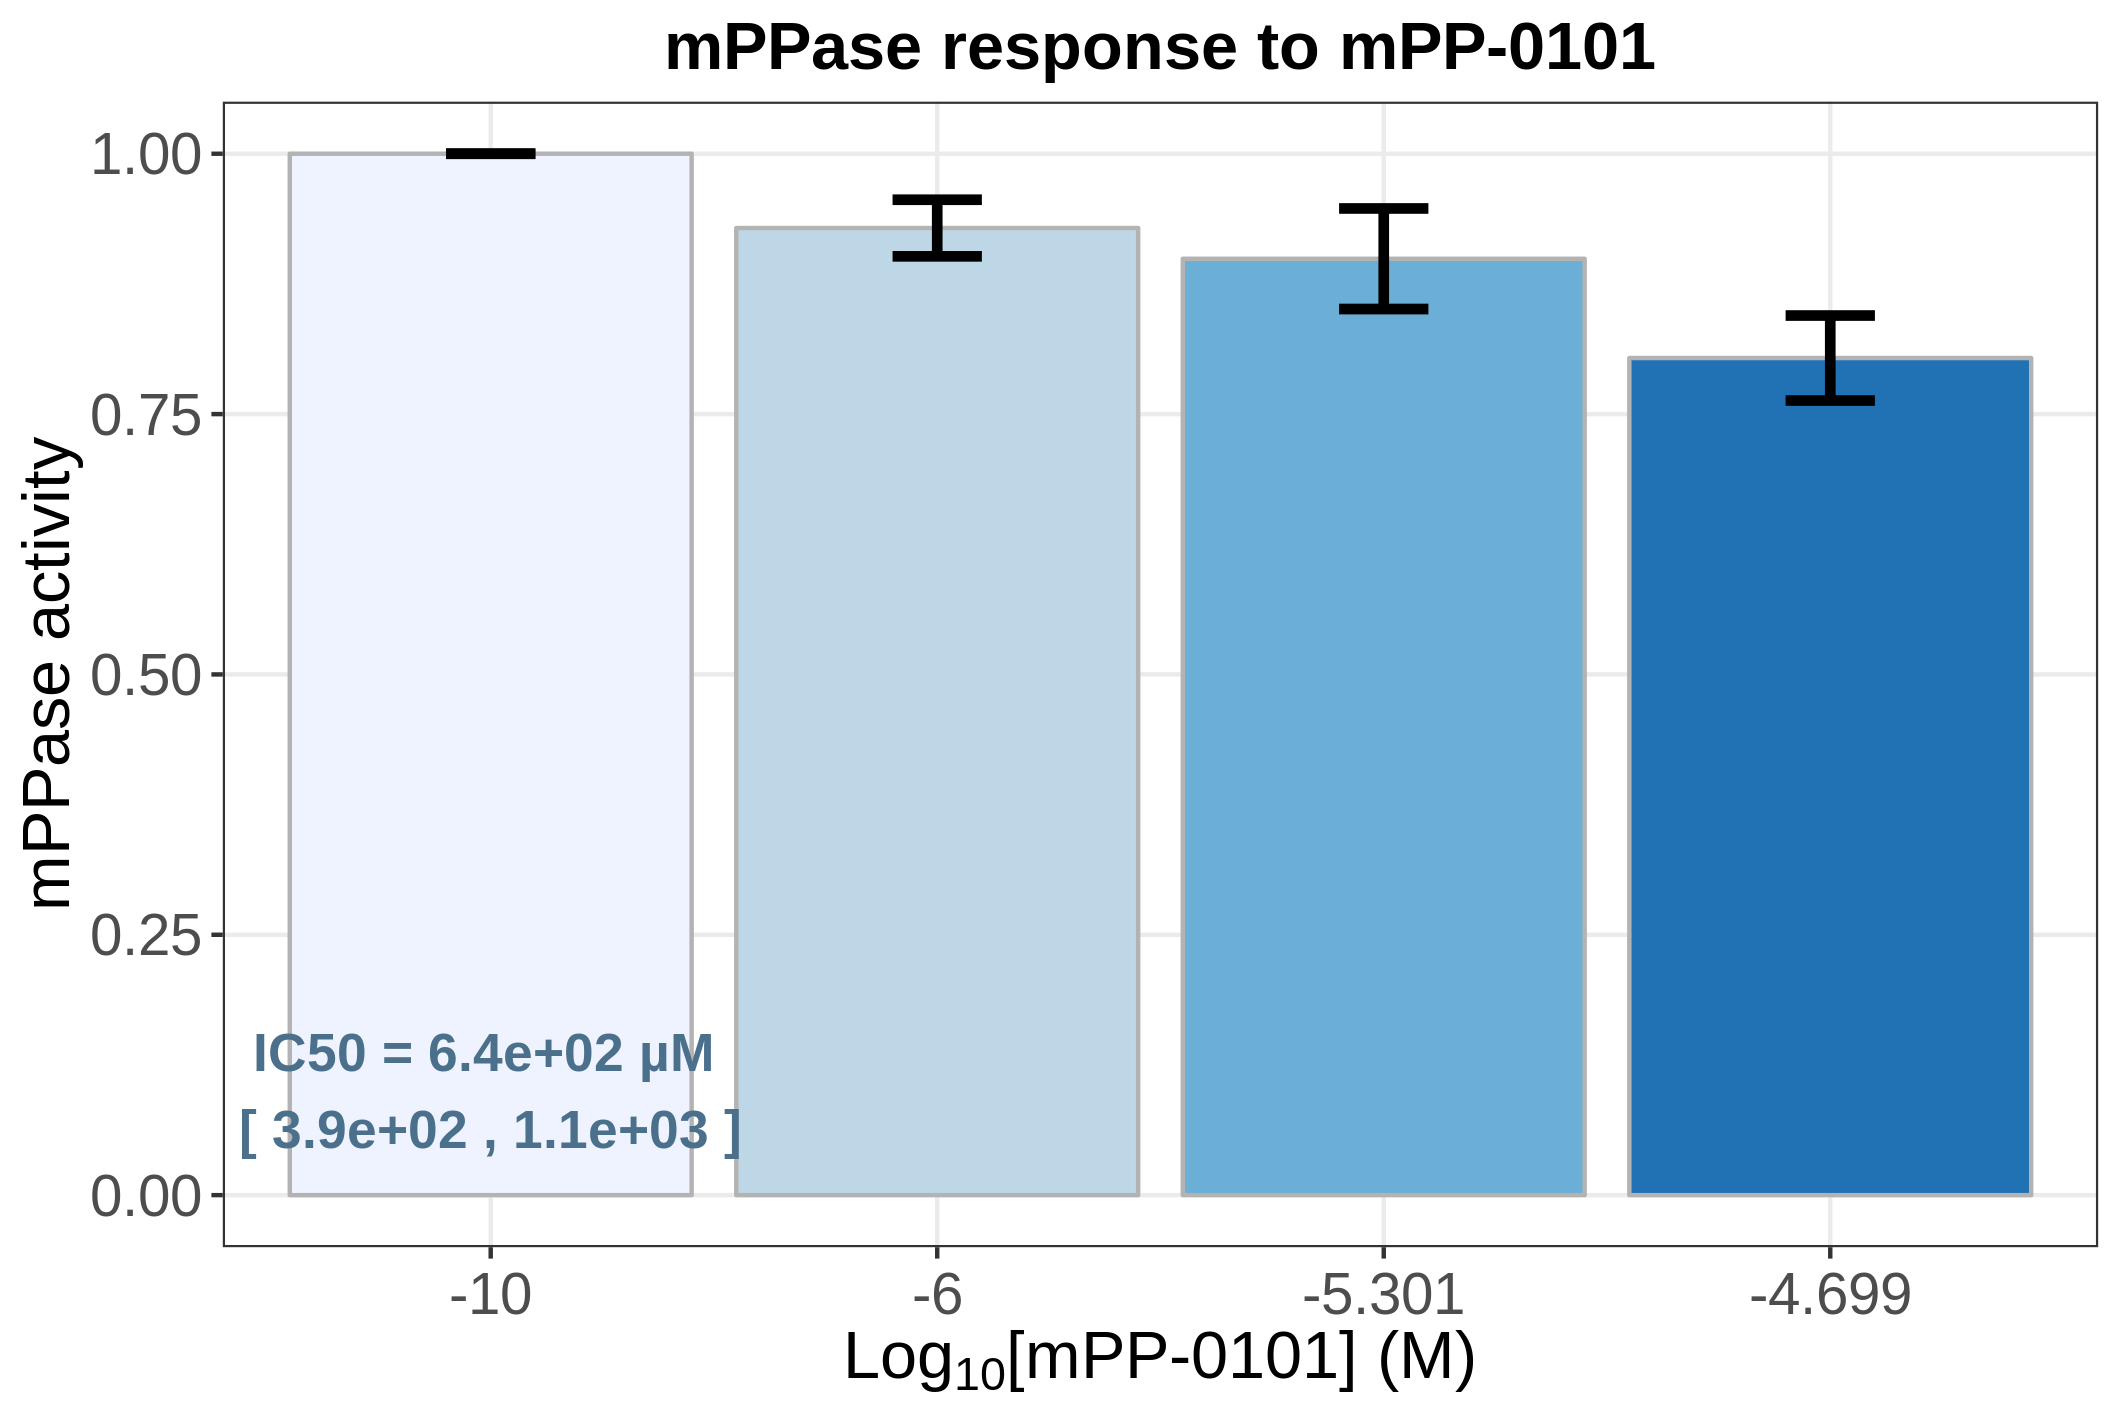 mPPase response to mPP-0101
mPPase activity
1.00
0.75
0.50
0.25
0.00
IC50 = 6.4e+02 µM
[ 3.9e+02 , 1.1e+03 ]
-10
-6
-5.301
-4.699
Log₁₀[mPP-0101] (M)